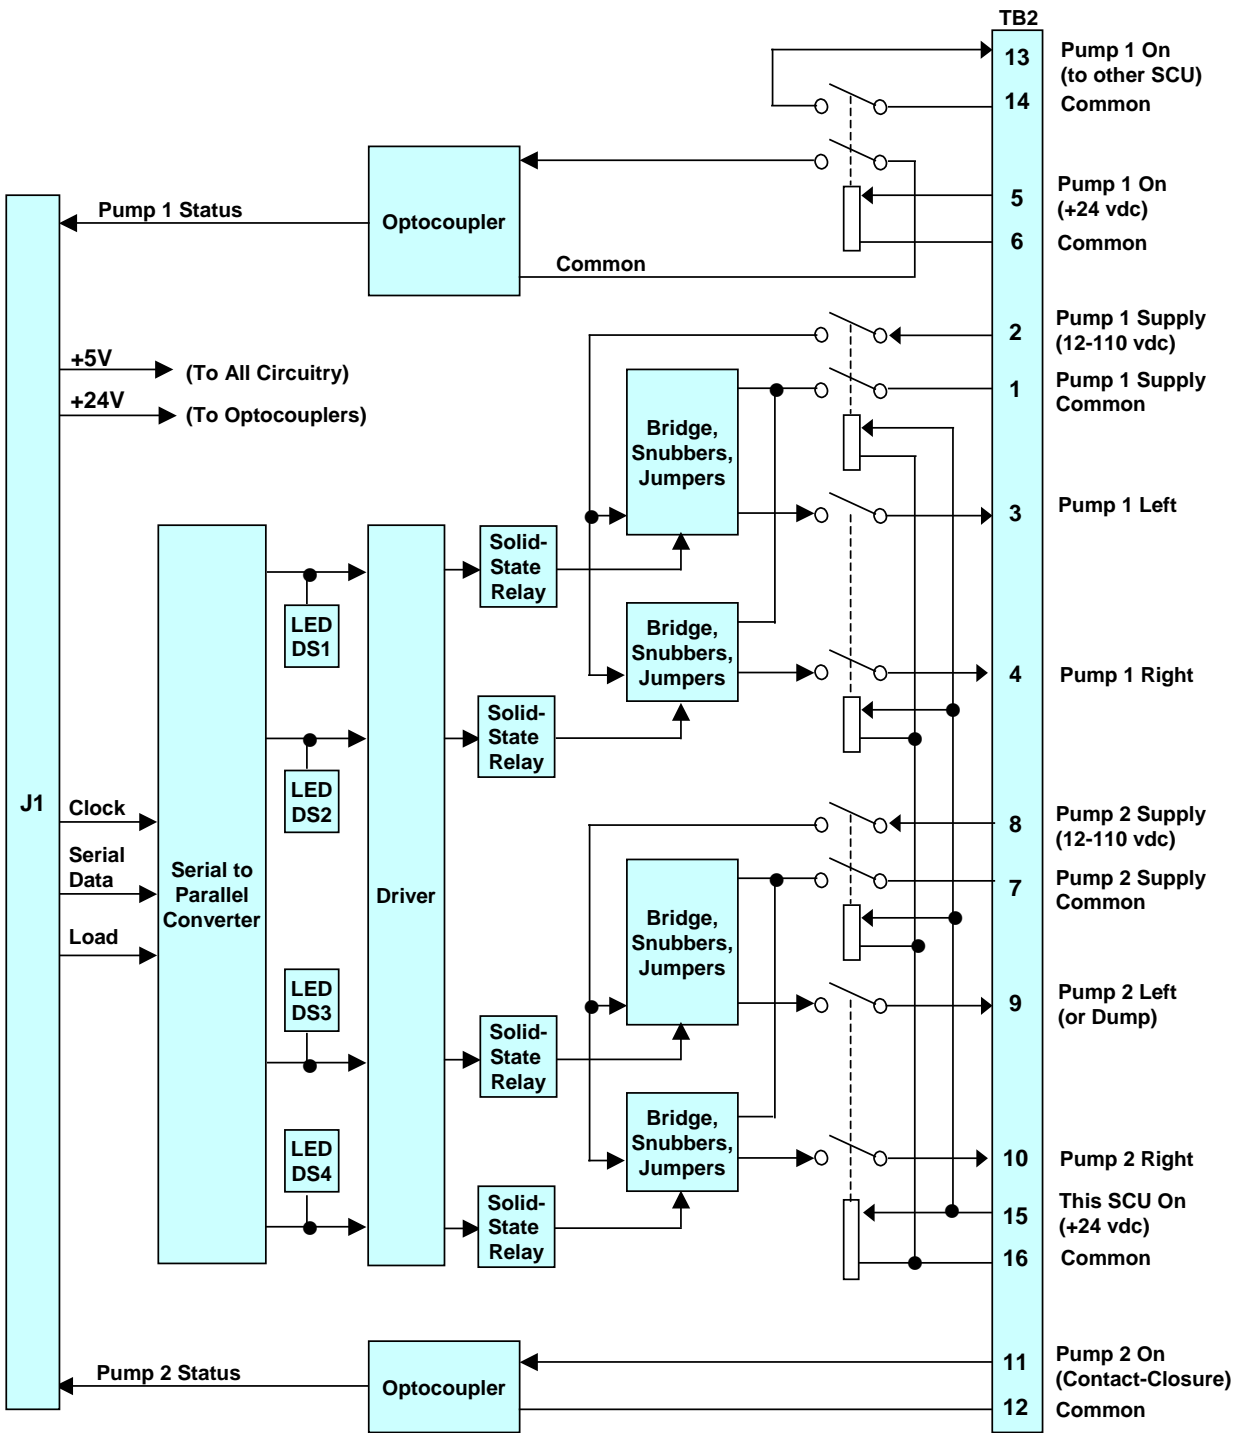 TB2
13
Pump 1 On
(to other SCU)
14
Common
5
Pump 1 On
(+24 vdc)
6
Common
Optocoupler
Pump 1 Status
Common
2
Pump 1 Supply
(12-110 vdc)
1
Pump 1 Supply
Common
+5V
(To All Circuitry)
+24V
(To Optocouplers)
Bridge,
Snubbers,
Jumpers
3
Pump 1 Left
Solid-
State
Relay
LED
DS1
Bridge,
Snubbers,
Jumpers
4
Pump 1 Right
Solid-
State
Relay
LED
DS2
J1
Clock
Serial
Data
Load
Serial to
Parallel
Converter
Driver
8
Pump 2 Supply
(12-110 vdc)
7
Pump 2 Supply
Common
Bridge,
Snubbers,
Jumpers
LED
DS3
9
Pump 2 Left
(or Dump)
Solid-
State
Relay
Bridge,
Snubbers,
Jumpers
LED
DS4
10
Pump 2 Right
Solid-
State
Relay
15
This SCU On
(+24 vdc)
16
Common
Pump 2 Status
Optocoupler
11
Pump 2 On
(Contact-Closure)
12
Common